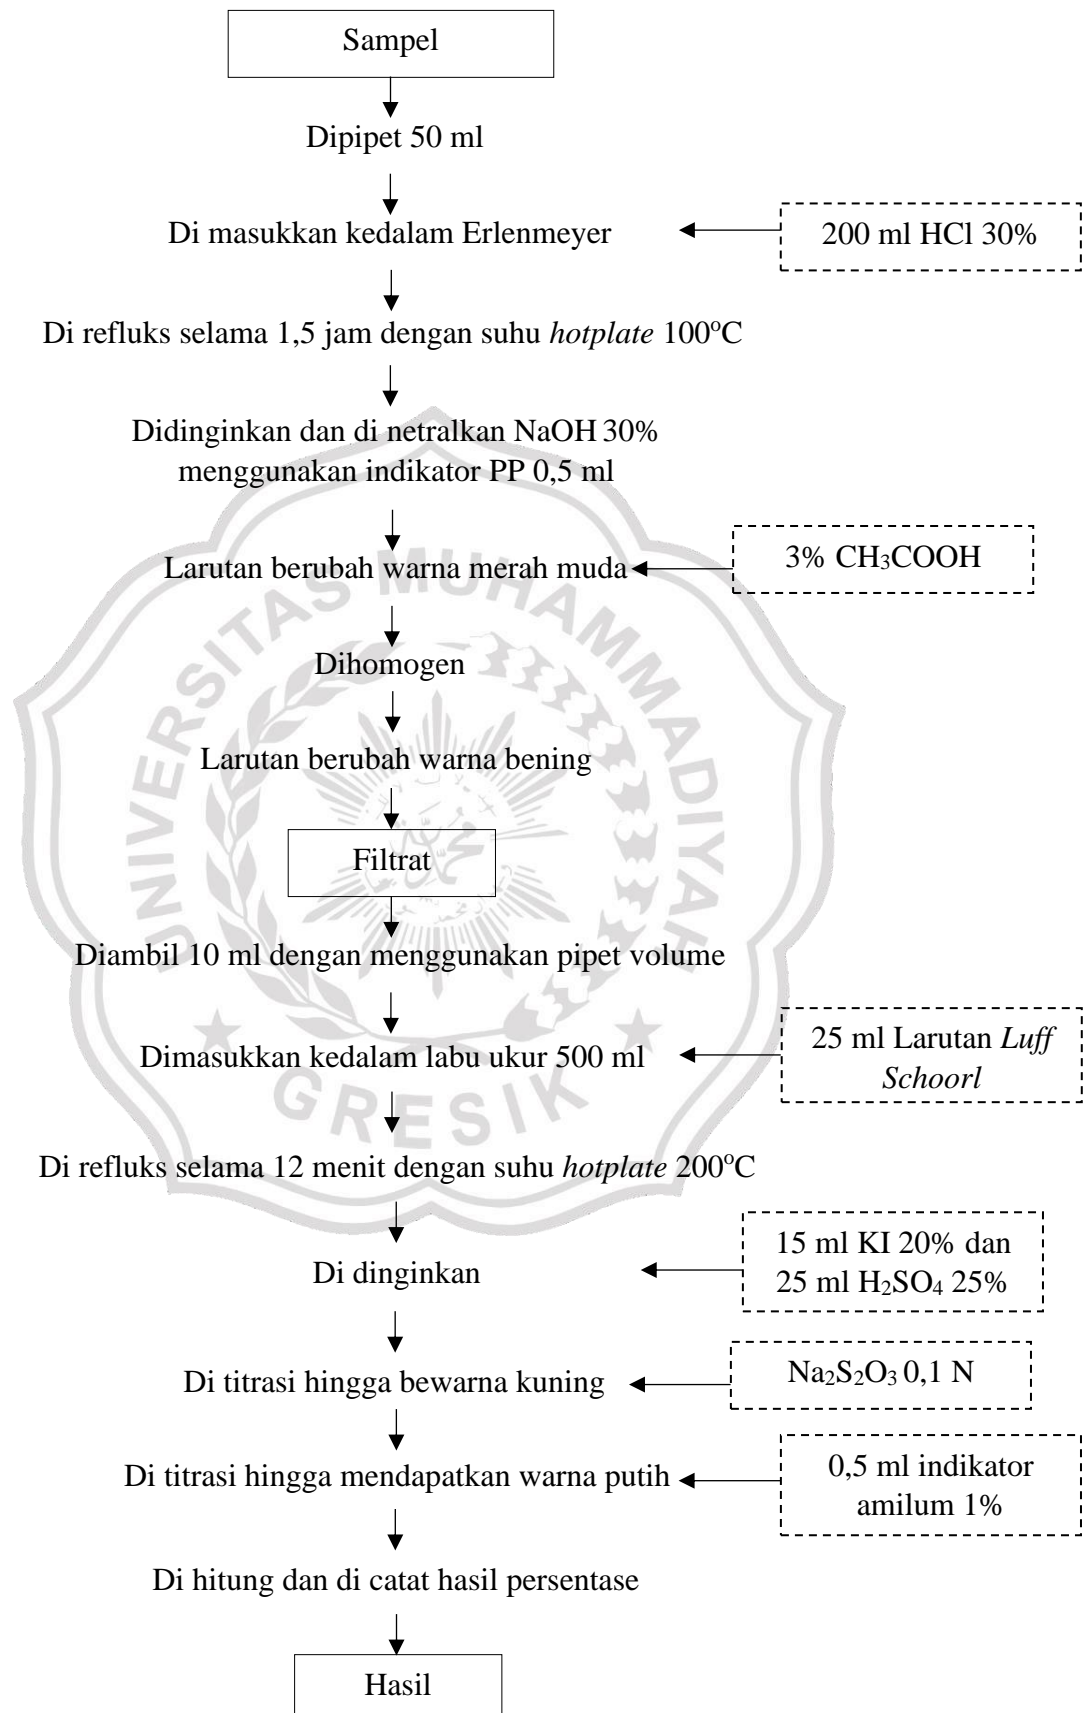 Sampel
Dipipet 50 ml
Di masukkan kedalam Erlenmeyer
200 ml HCl 30%
Di refluks selama 1,5 jam dengan suhu hotplate 100°C
Didinginkan dan di netralkan NaOH 30%
menggunakan indikator PP 0,5 ml
Larutan berubah warna merah muda
3% CH₃COOH
Dihomogen
Larutan berubah warna bening
Filtrat
Diambil 10 ml dengan menggunakan pipet volume
Dimasukkan kedalam labu ukur 500 ml
25 ml Larutan Luff
Schoorl
Di refluks selama 12 menit dengan suhu hotplate 200°C
Di dinginkan
15 ml KI 20% dan
25 ml H₂SO₄ 25%
Di titrasi hingga bewarna kuning
Na₂S₂O₃ 0,1 N
Di titrasi hingga mendapatkan warna putih
0,5 ml indikator
amilum 1%
Di hitung dan di catat hasil persentase
Hasil
UNIVERSITAS MUHAMMADIYAH
GRESIK